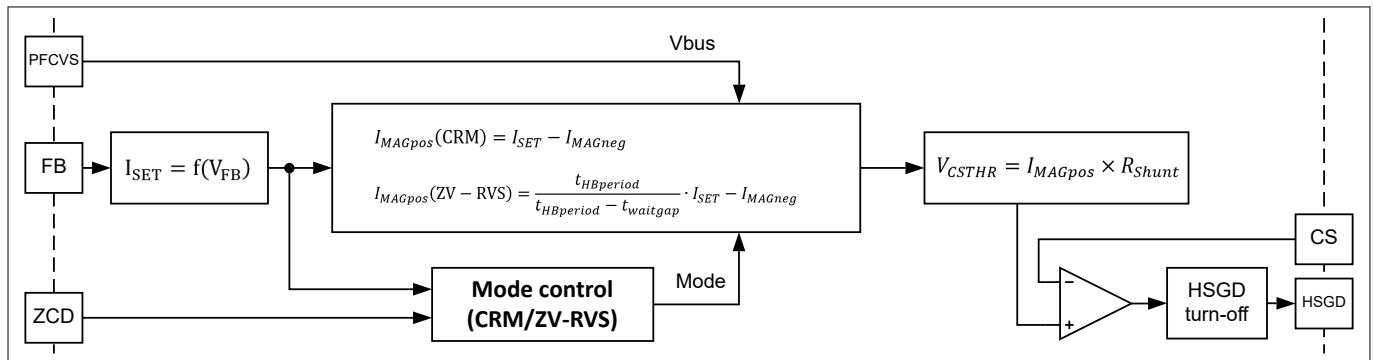 Vbus
PFCVS
I_MAGpos(CRM) = I_SET − I_MAGneg
FB
I_SET = f(V_FB)
V_CSTHR = I_MAGpos × R_Shunt
I_MAGpos(ZV − RVS) = t_HBperiod / (t_HBperiod − t_waitgap) · I_SET − I_MAGneg
CS
Mode
Mode control
(CRM/ZV-RVS)
−
+
HSGD
turn-off
HSGD
ZCD